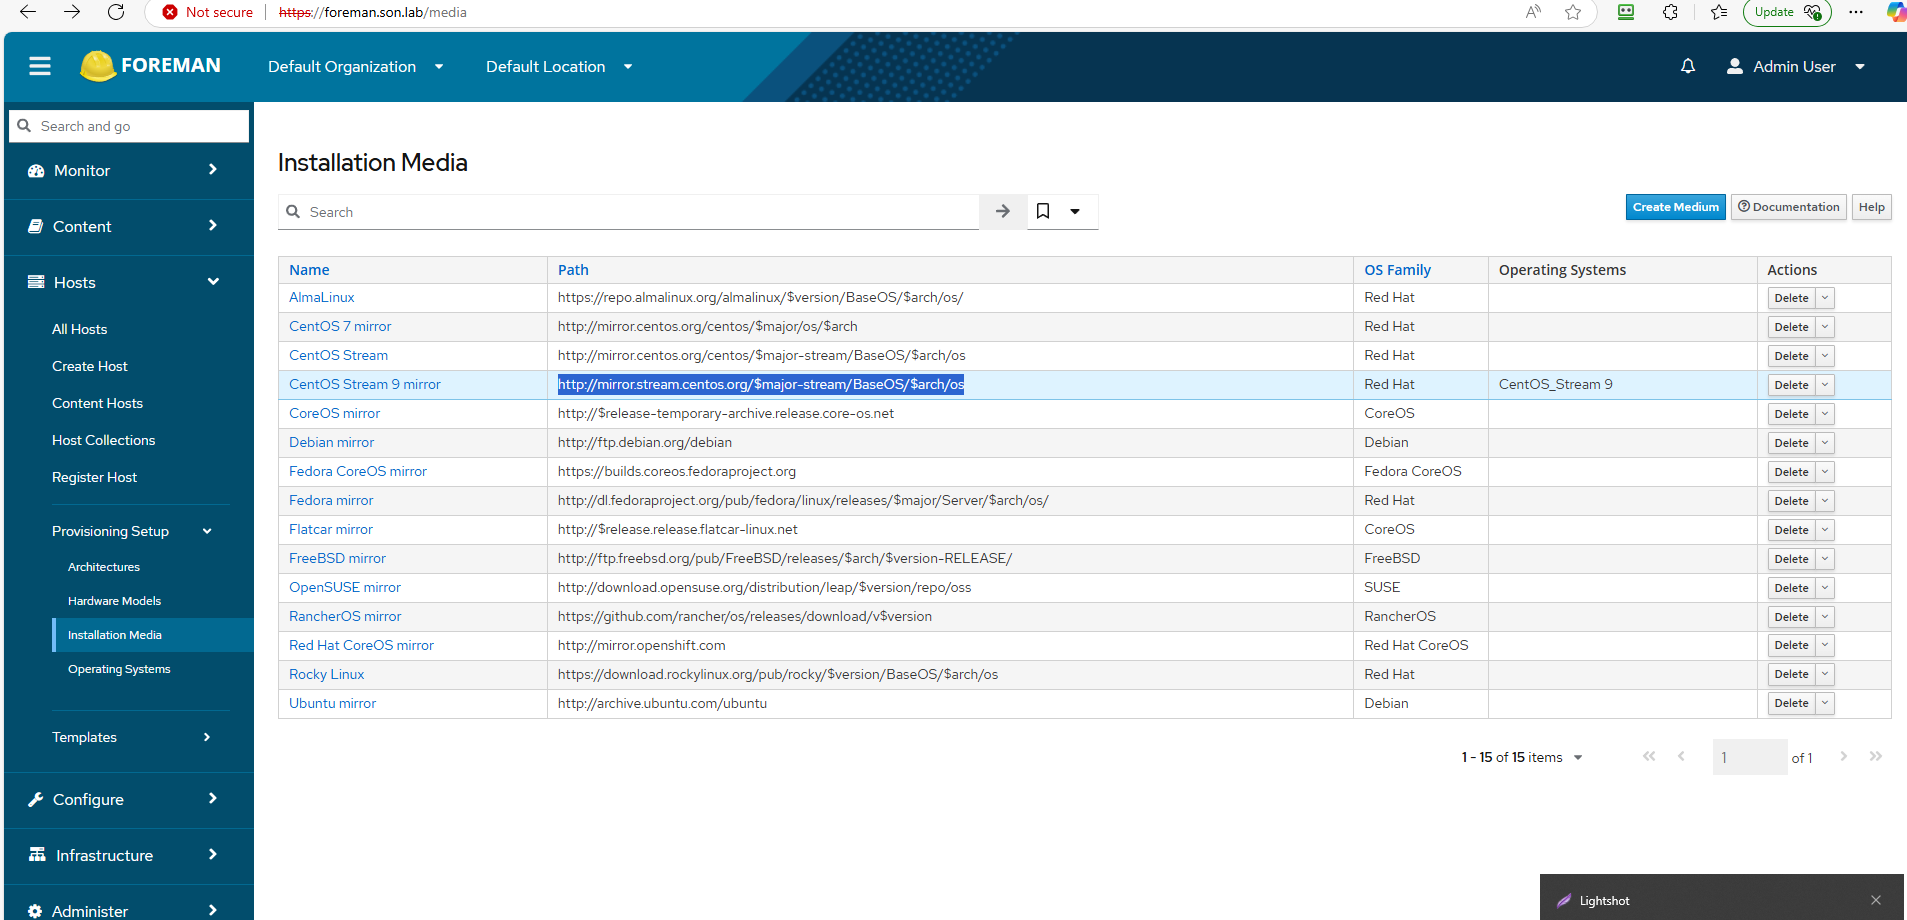 Not secure https://foreman.son.lab/media Update
FOREMAN Default Organization Default Location Admin User
Search and go
Monitor
Content
Hosts
All Hosts
Create Host
Content Hosts
Host Collections
Register Host
Provisioning Setup
Architectures
Hardware Models
Installation Media
Operating Systems
Templates
Configure
Infrastructure
Administer
Installation Media
Search
Create Medium Documentation Help
Name Path OS Family Operating Systems Actions
AlmaLinux https://repo.almalinux.org/almalinux/$version/BaseOS/$arch/os/ Red Hat Delete
CentOS 7 mirror http://mirror.centos.org/centos/$major/os/$arch Red Hat Delete
CentOS Stream http://mirror.centos.org/centos/$major-stream/BaseOS/$arch/os Red Hat Delete
CentOS Stream 9 mirror http://mirror.stream.centos.org/$major-stream/BaseOS/$arch/os Red Hat CentOS_Stream 9 Delete
CoreOS mirror http://$release-temporary-archive.release.core-os.net CoreOS Delete
Debian mirror http://ftp.debian.org/debian Debian Delete
Fedora CoreOS mirror https://builds.coreos.fedoraproject.org Fedora CoreOS Delete
Fedora mirror http://dl.fedoraproject.org/pub/fedora/linux/releases/$major/Server/$arch/os/ Red Hat Delete
Flatcar mirror http://$release.release.flatcar-linux.net CoreOS Delete
FreeBSD mirror http://ftp.freebsd.org/pub/FreeBSD/releases/$arch/$version-RELEASE/ FreeBSD Delete
OpenSUSE mirror http://download.opensuse.org/distribution/leap/$version/repo/oss SUSE Delete
RancherOS mirror https://github.com/rancher/os/releases/download/v$version RancherOS Delete
Red Hat CoreOS mirror http://mirror.openshift.com Red Hat CoreOS Delete
Rocky Linux https://download.rockylinux.org/pub/rocky/$version/BaseOS/$arch/os Red Hat Delete
Ubuntu mirror http://archive.ubuntu.com/ubuntu Debian Delete
1 - 15 of 15 items 1 of 1
Lightshot